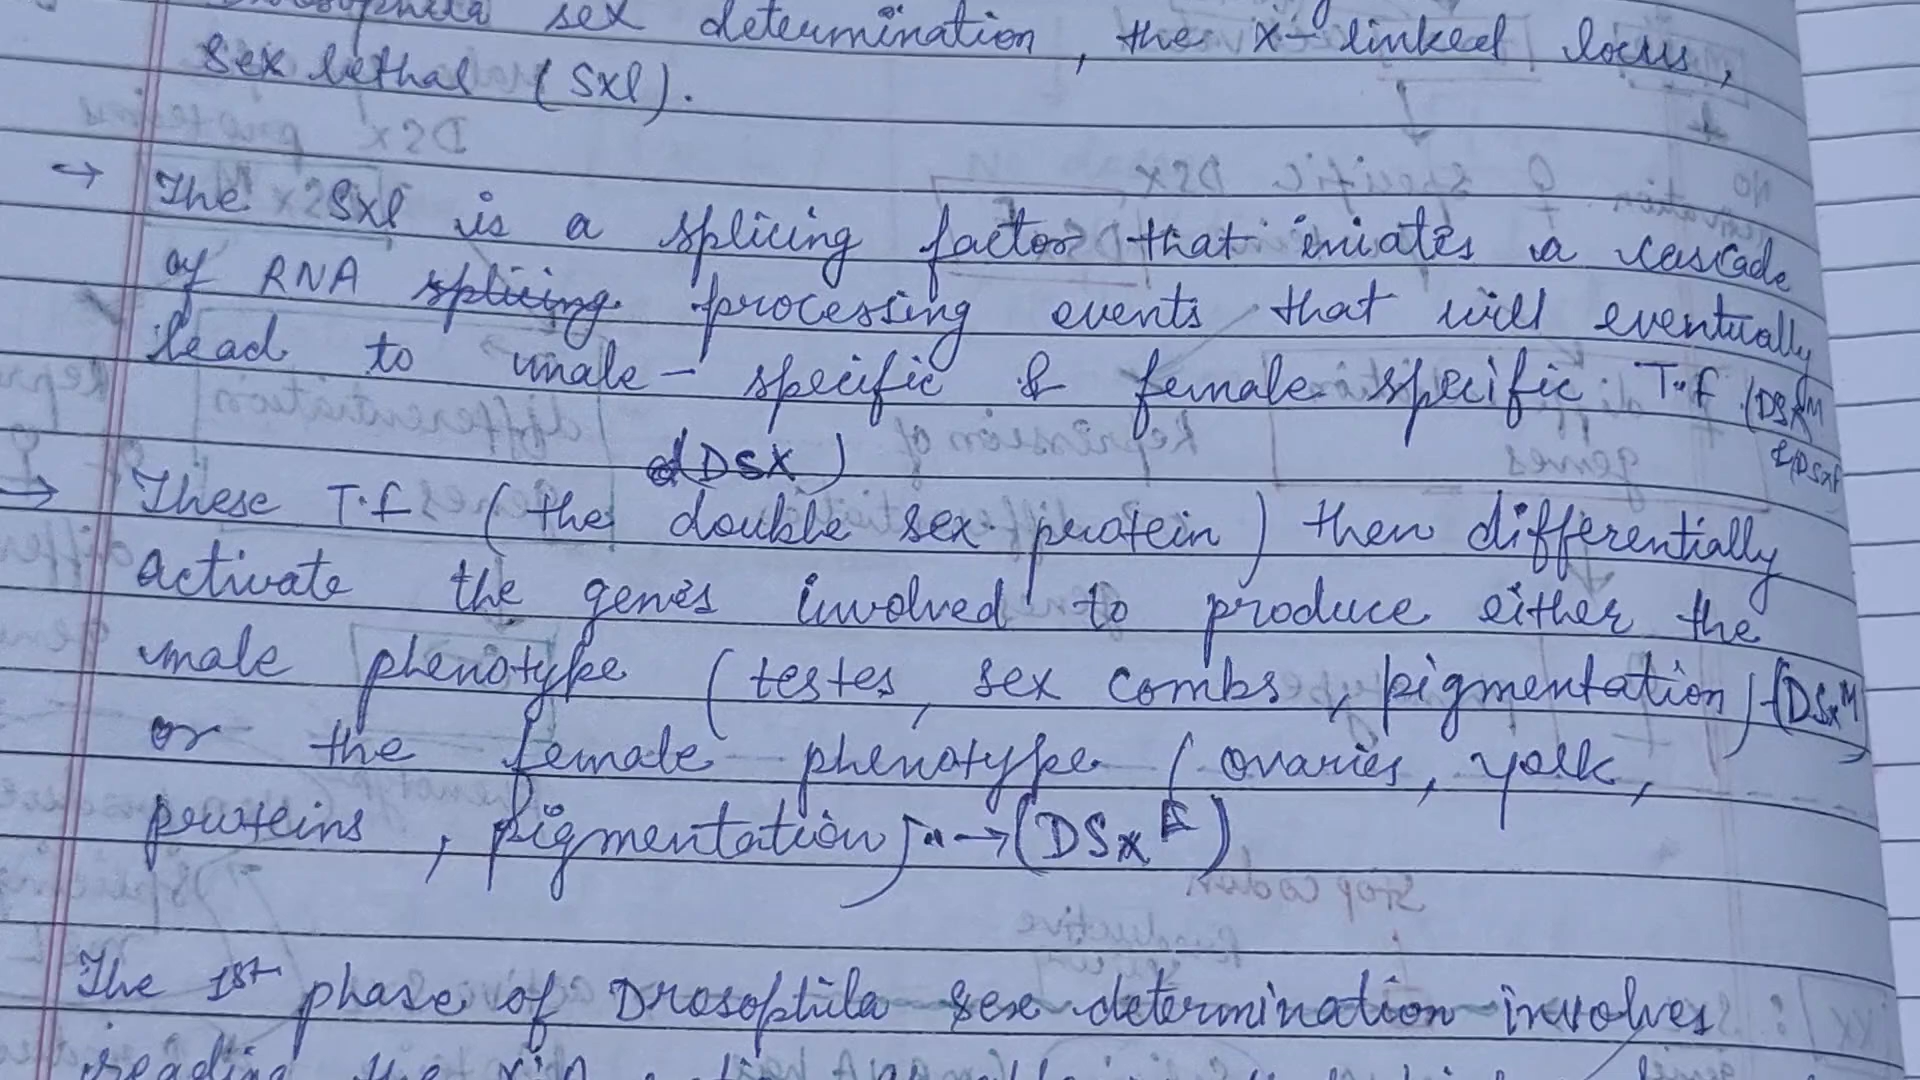 Drosophila sex determination, the X-linked locus,
Sex lethal (Sxl).
→ The Sxl is a splicing factor that iniates a cascade
of RNA splicing processing events that will eventually
lead to male-specific & female specific T.f (DSX^M
& DSX^F
(DSX)
→ These T.f (the double sex protein) then differentially
activate the genes involved to produce either the
male phenotype (testes, sex combs, pigmentation) (DSX^M)
or the female phenotype (ovaries, yolk,
proteins, pigmentation) → (DSX^F)
The 1st phase of Drosophila sex determination involves
reading the X:A